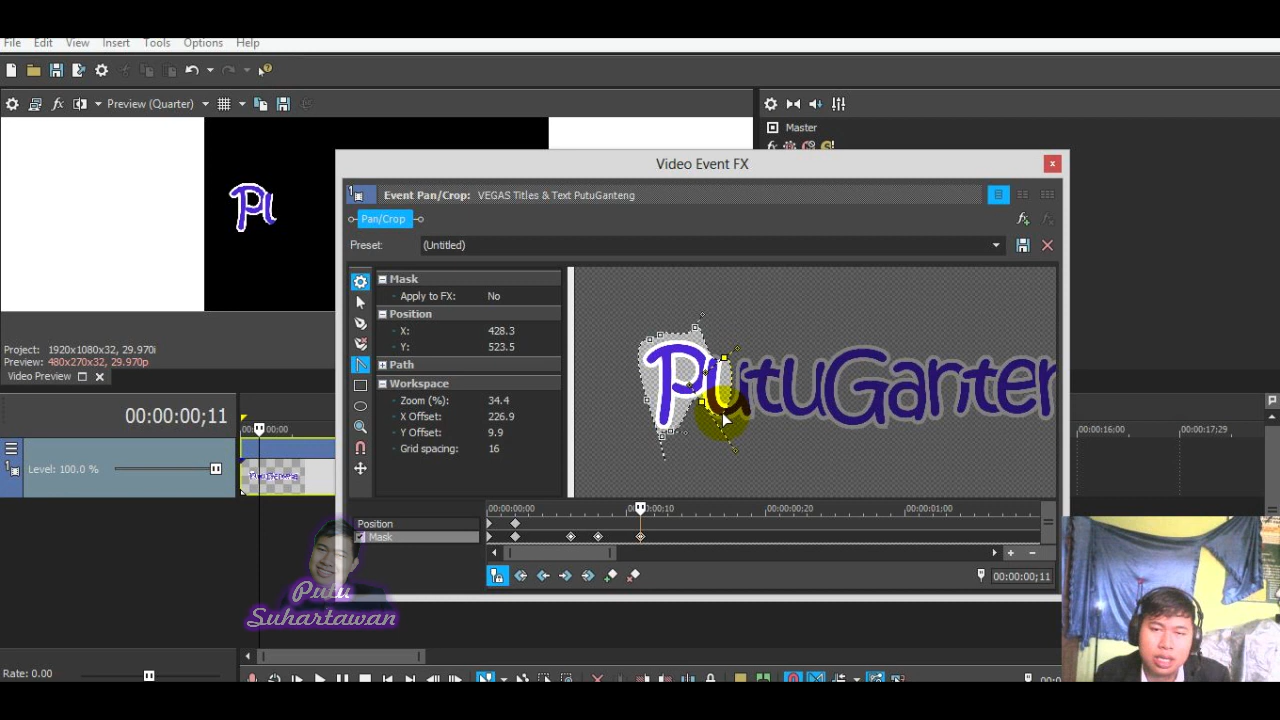 File Edit View Insert Tools Options Help
Preview (Quarter)
Master
Video Event FX
Event Pan/Crop: VEGAS Titles & Text PutuGanteng
Pan/Crop
Preset: (Untitled)
Mask
Apply to FX: No
Position
X: 428.3
Y: 523.5
Path
Workspace
Zoom (%): 34.4
X Offset: 226.9
Y Offset: 9.9
Grid spacing: 16
PutuGanten
Pu
Project: 1920x1080x32, 29.970i
Preview: 480x270x32, 29.970p
Video Preview
00:00:00;11
00:00:00
00:00:16:00 00:00:17:29
Level: 100.0 %
PutuGanteng
00:00:00:00 00:00:00:10 00:00:00:20 00:00:01:00
Position
Mask
00:00:00;11
Putu
Suhartawan
Rate: 0.00